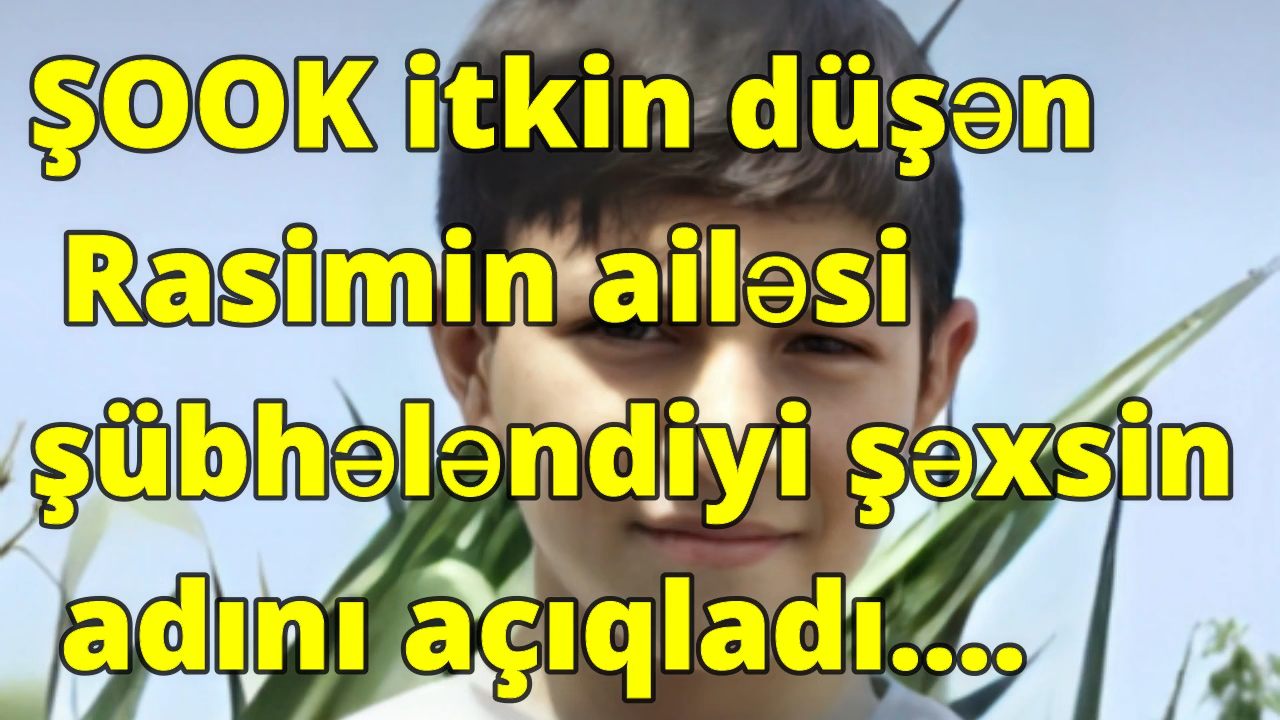 ŞOOK itkin düşən
Rasimin ailəsi
şübhələndiyi şəxsin
adını açıqladı....